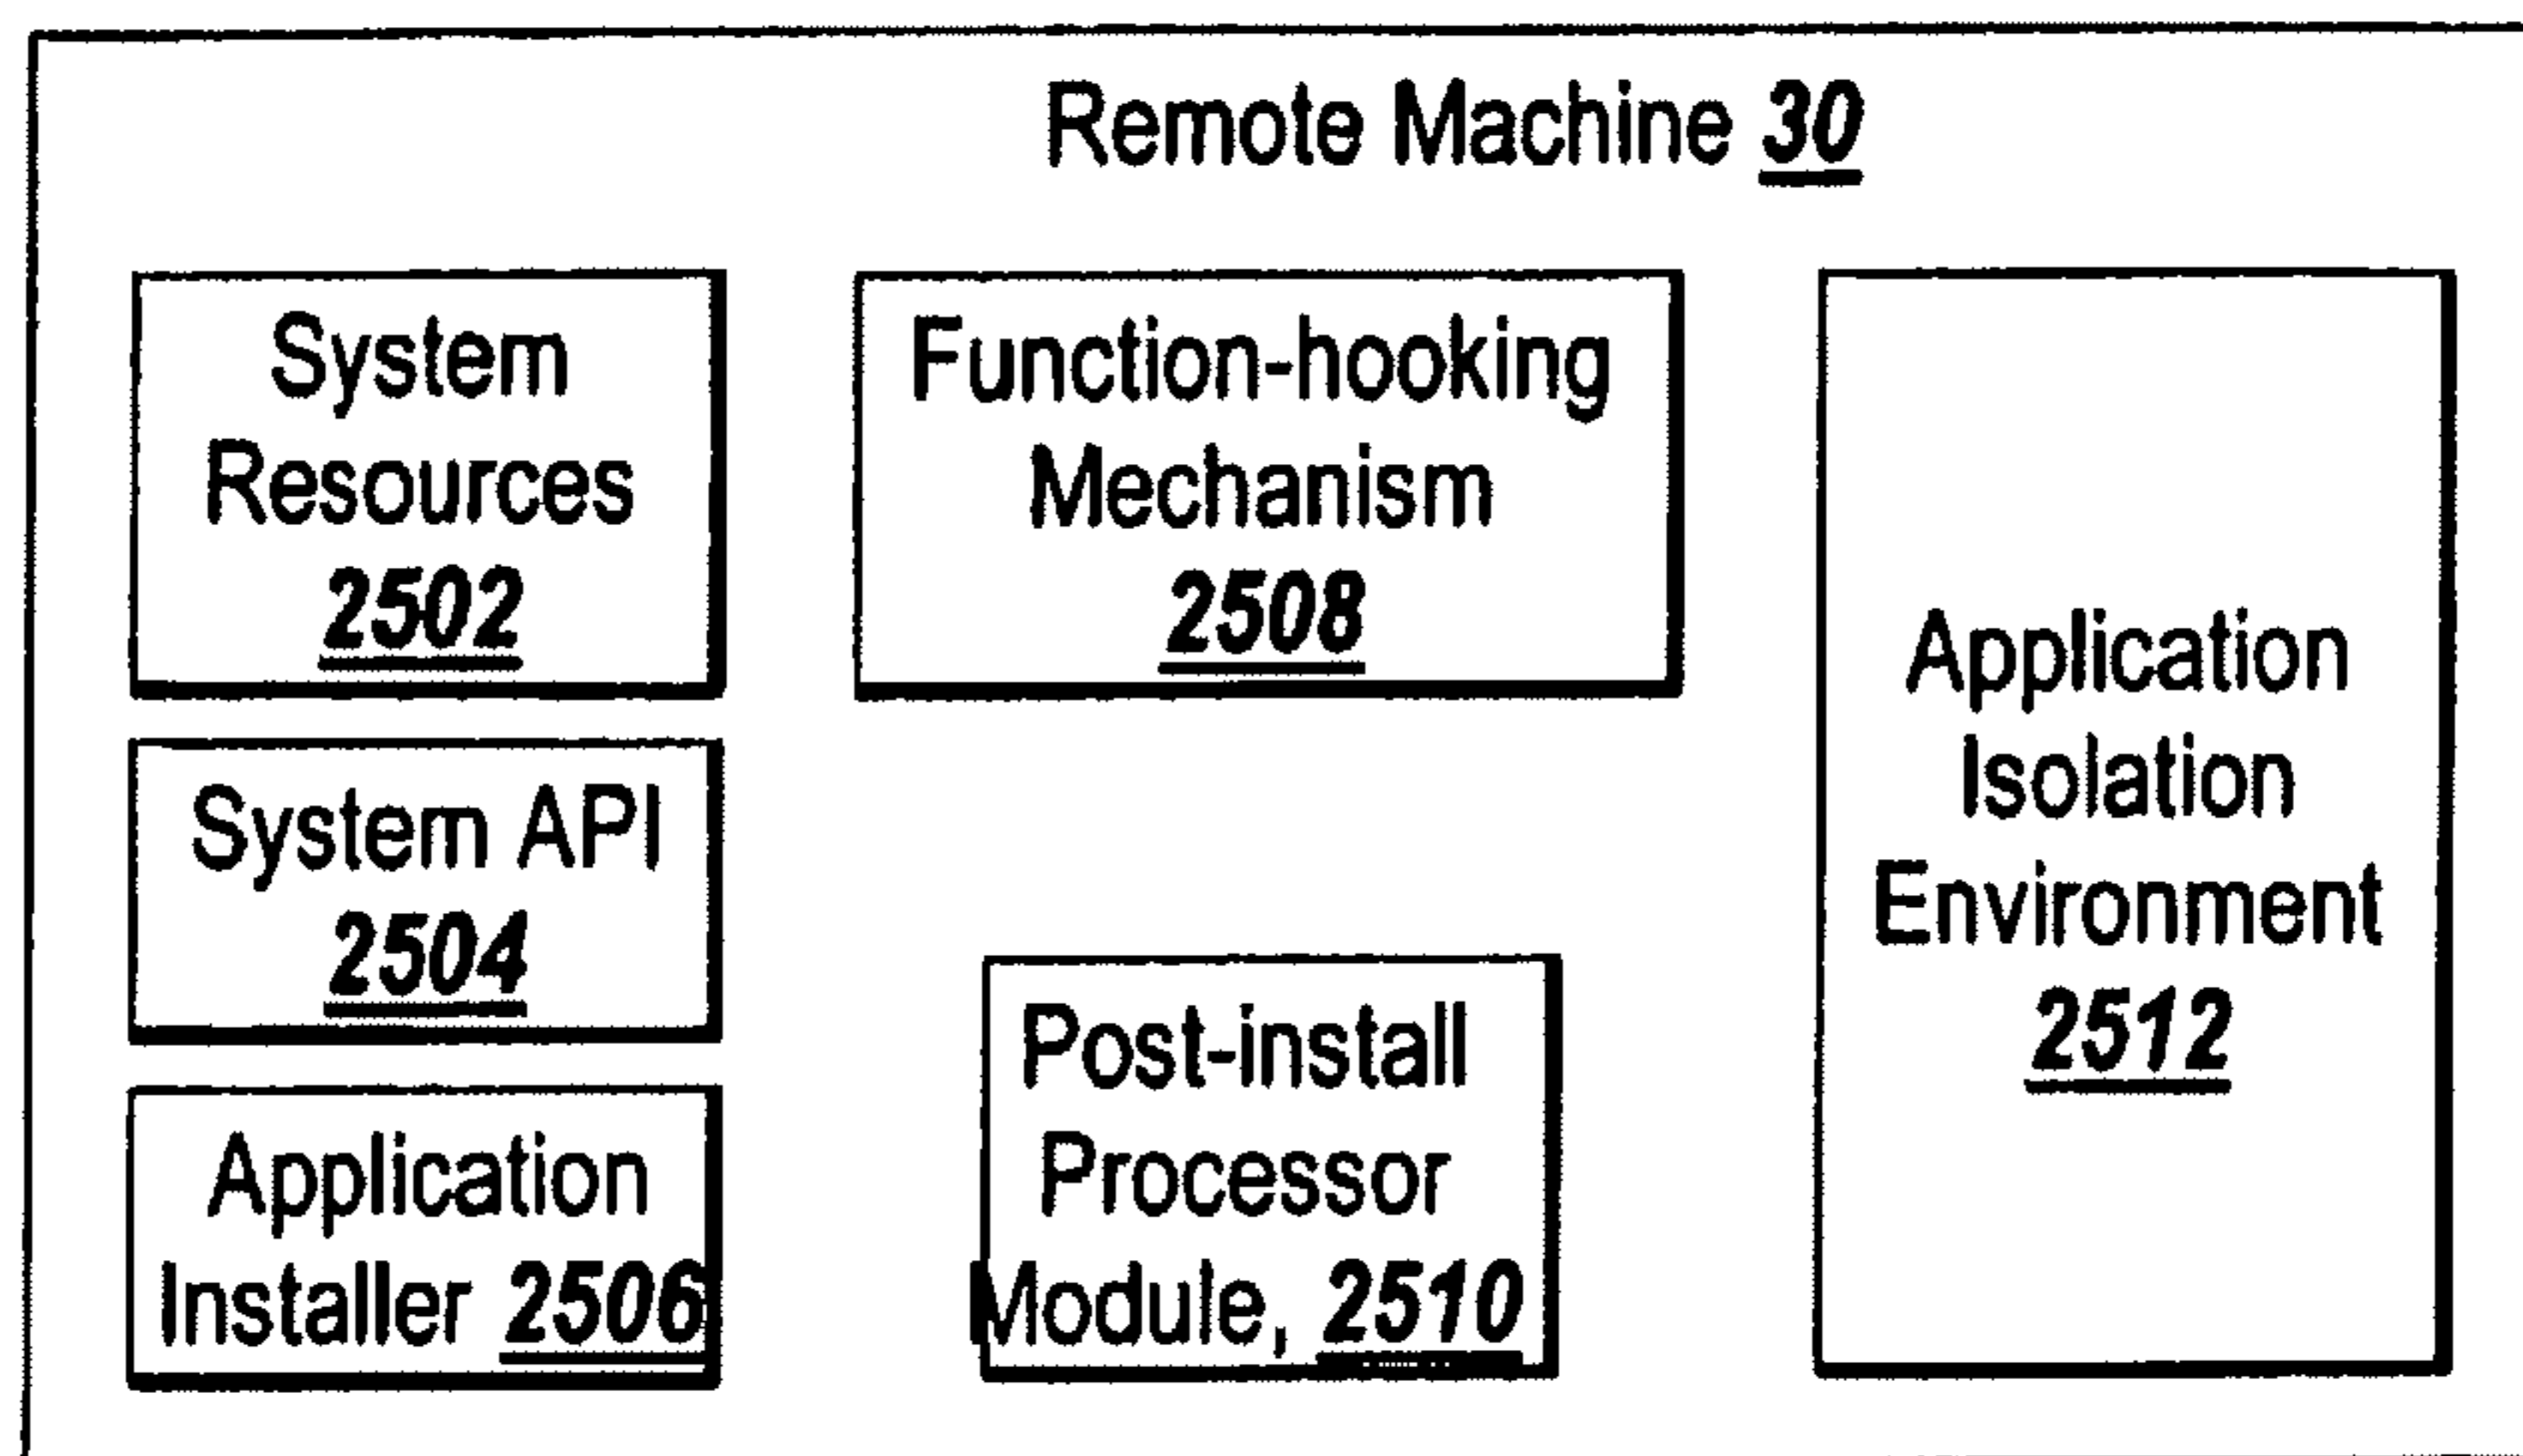 Remote Machine 30
System
Resources
2502
Function-hooking
Mechanism
2508
Application
Isolation
Environment
2512
System API
2504
Application
Installer 2506
Post-install
Processor
Module, 2510